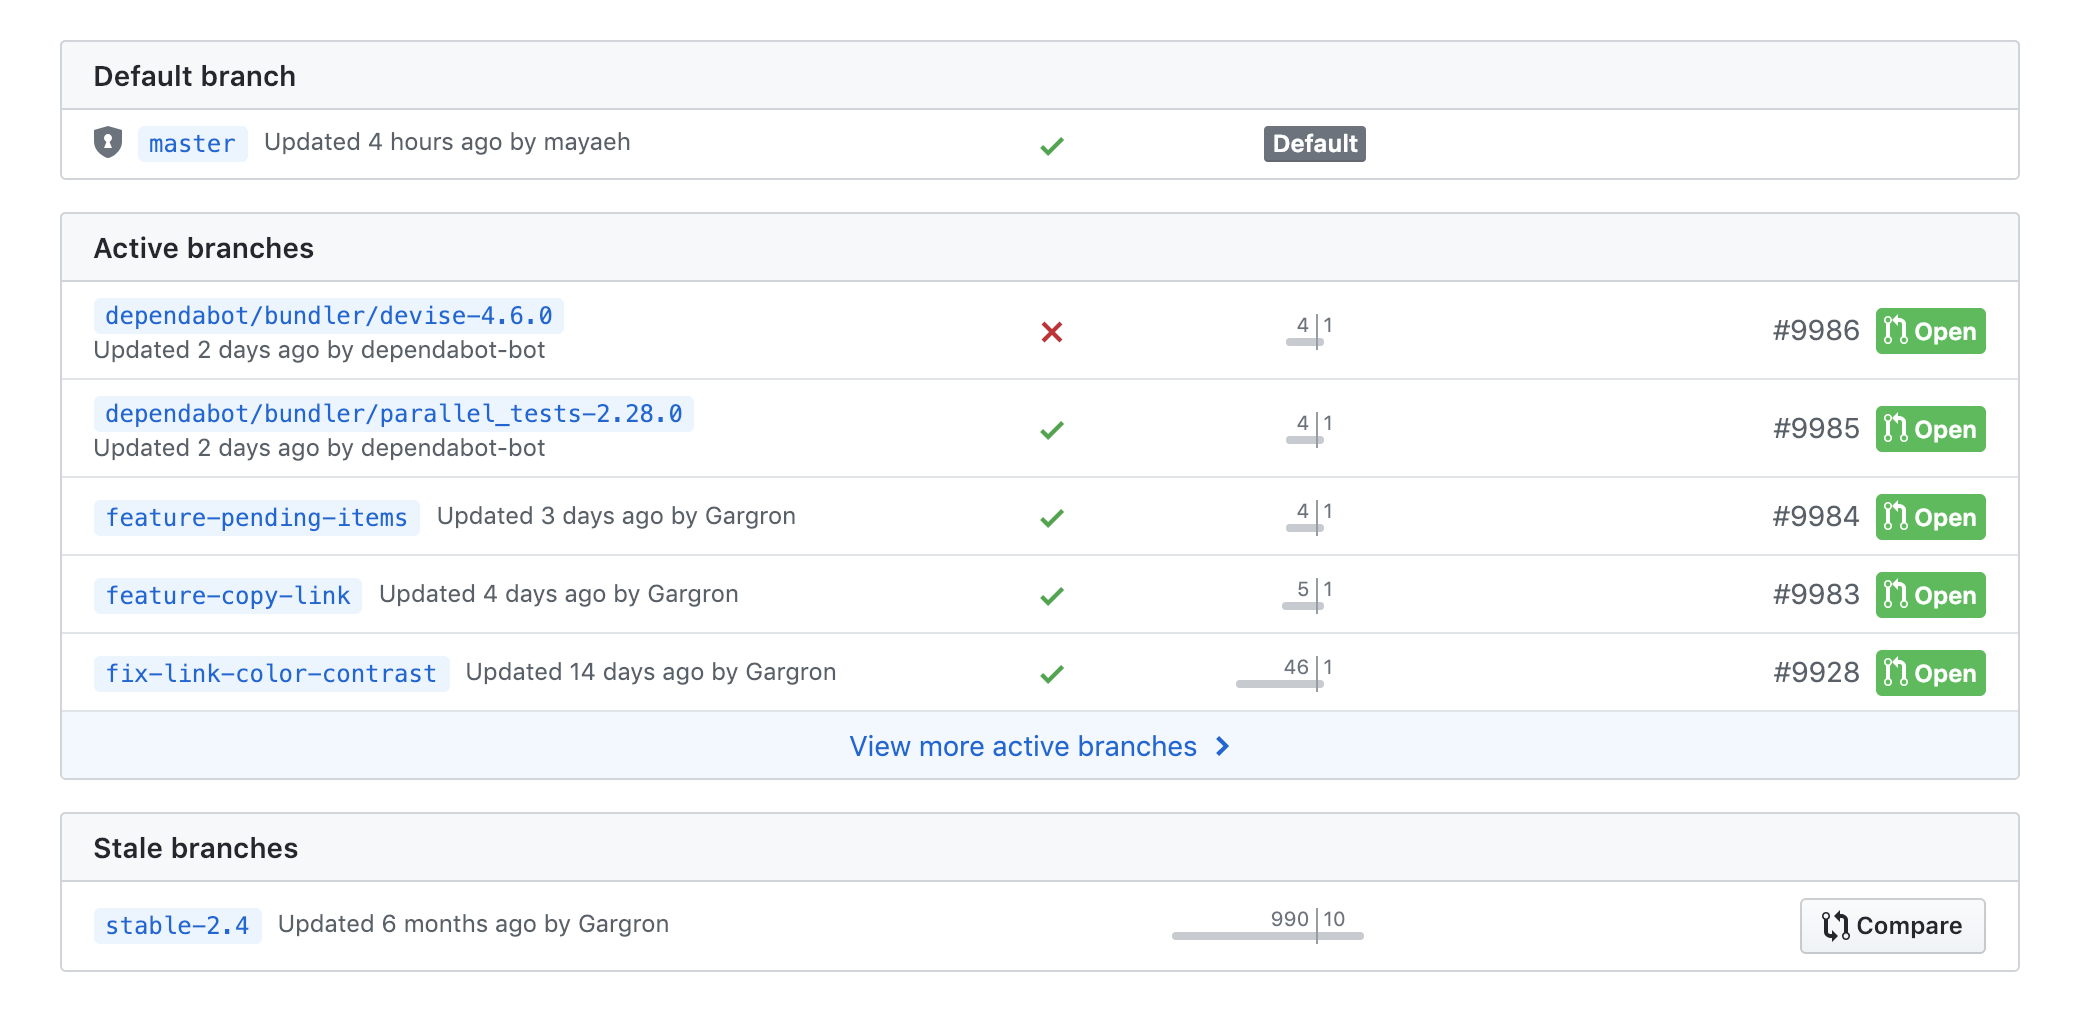 Default branch
master Updated 4 hours ago by mayaeh Default
Active branches
dependabot/bundler/devise-4.6.0
Updated 2 days ago by dependabot-bot
4 1
#9986 Open
dependabot/bundler/parallel_tests-2.28.0
Updated 2 days ago by dependabot-bot
4 1
#9985 Open
feature-pending-items Updated 3 days ago by Gargron 4 1 #9984 Open
feature-copy-link Updated 4 days ago by Gargron 5 1 #9983 Open
fix-link-color-contrast Updated 14 days ago by Gargron 46 1 #9928 Open
View more active branches
Stale branches
stable-2.4 Updated 6 months ago by Gargron 990 10 Compare